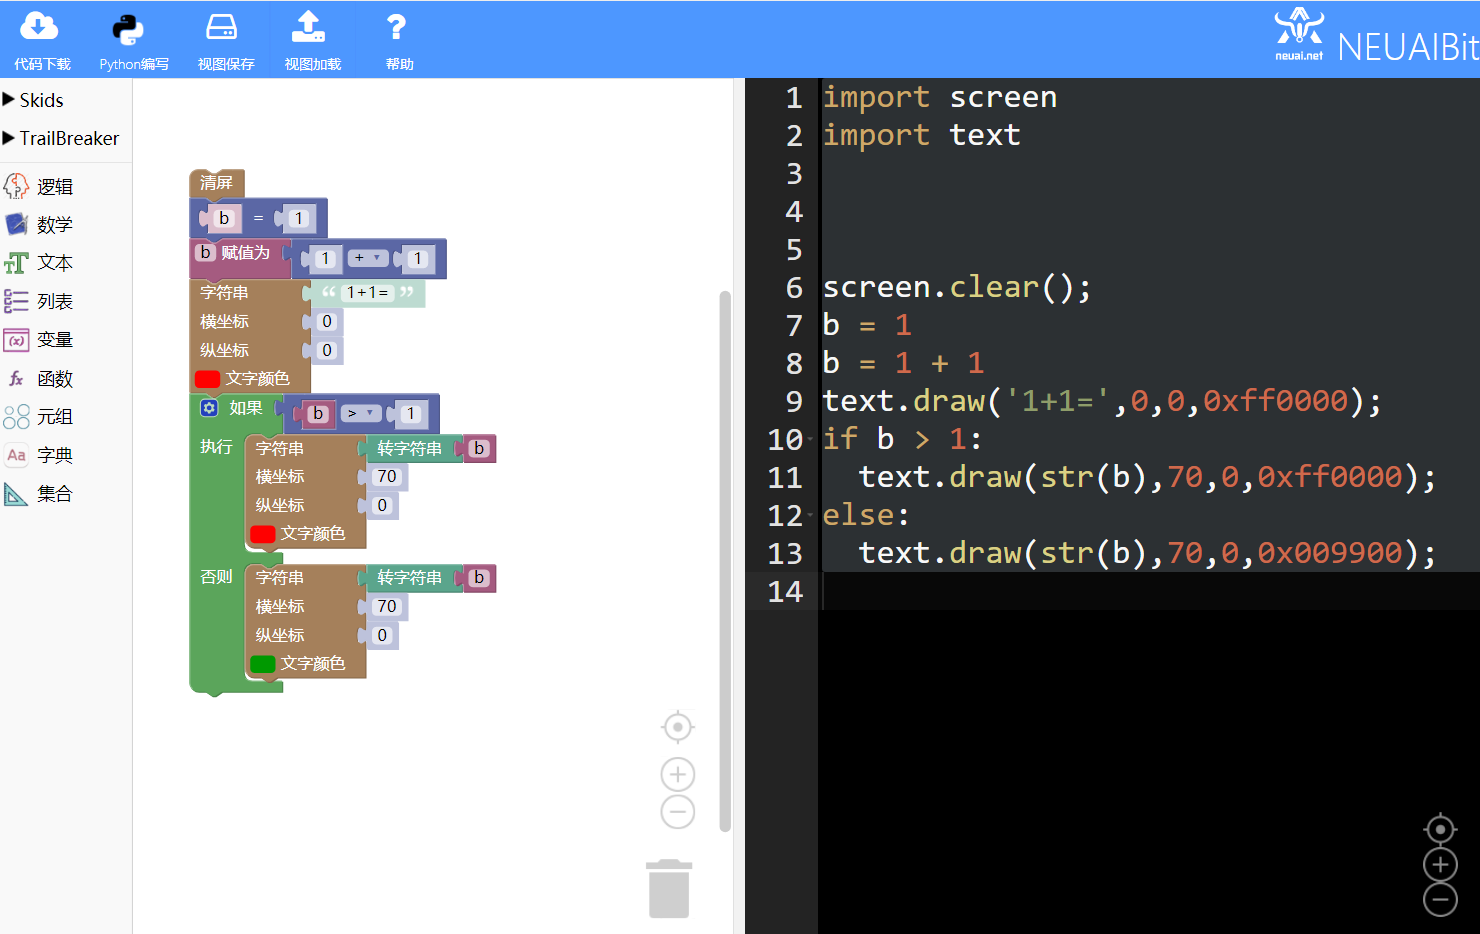 代码下载
Python编写
视图保存
视图加载
帮助
neuai.net
NEUAIBit
Skids
TrailBreaker
逻辑
数学
文本
列表
变量
函数
元组
字典
集合
清屏
b = 1
b 赋值为 1 + 1
字符串 “ 1+1= ”
横坐标 0
纵坐标 0
文字颜色
如果 b > 1
执行 字符串 转字符串 b
横坐标 70
纵坐标 0
文字颜色
否则 字符串 转字符串 b
横坐标 70
纵坐标 0
文字颜色
1 import screen
2 import text
3
4
5
6 screen.clear();
7 b = 1
8 b = 1 + 1
9 text.draw('1+1=',0,0,0xff0000);
10 if b > 1:
11 text.draw(str(b),70,0,0xff0000);
12 else:
13 text.draw(str(b),70,0,0x009900);
14